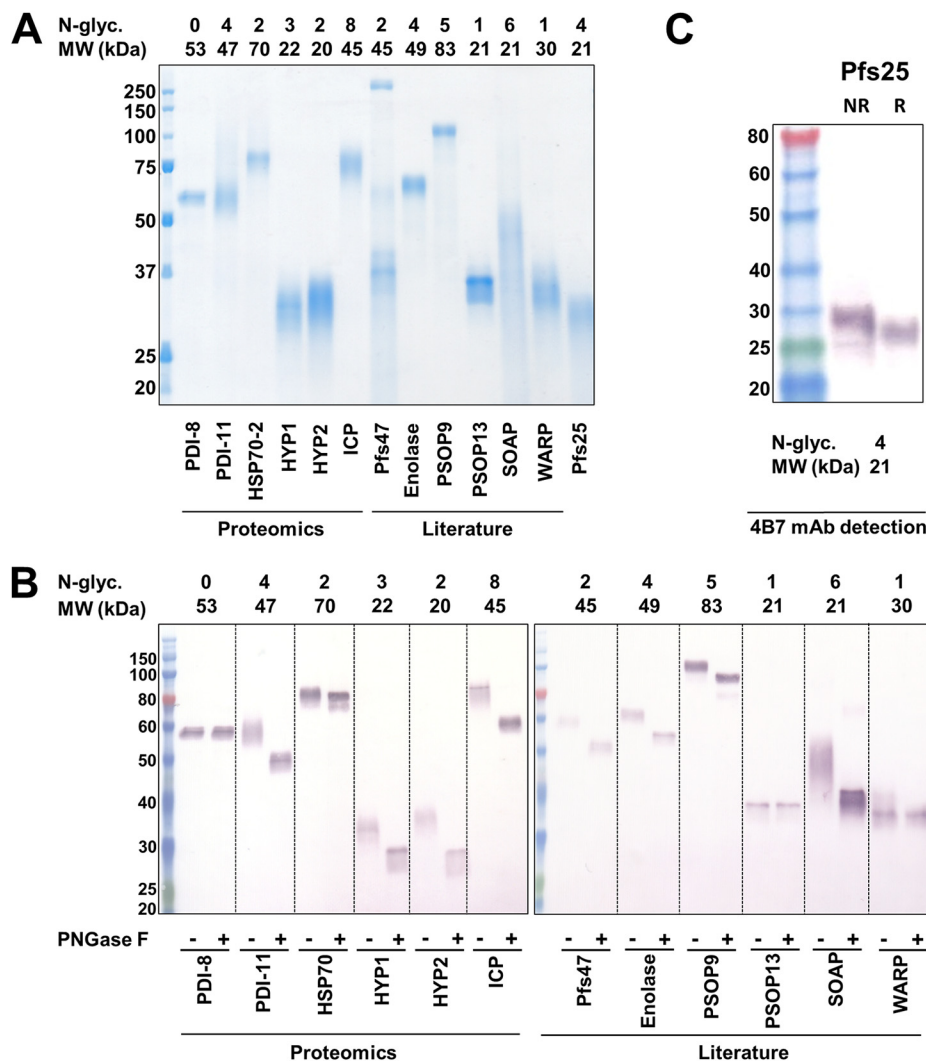 A
N-glyc. 0 4 2 3 2 8 2 4 5 1 6 1 4
MW (kDa) 53 47 70 22 20 45 45 49 83 21 21 30 21
250
150
100
75
50
37
25
20
PDI-8 PDI-11 HSP70-2 HYP1 HYP2 ICP Pfs47 Enolase PSOP9 PSOP13 SOAP WARP Pfs25
Proteomics Literature
C
Pfs25
NR R
80
60
50
40
30
25
20
N-glyc. 4
MW (kDa) 21
4B7 mAb detection
B
N-glyc. 0 4 2 3 2 8 2 4 5 1 6 1
MW (kDa) 53 47 70 22 20 45 45 49 83 21 21 30
150
100
80
60
50
40
30
25
20
PNGase F - + - + - + - + - + - + - + - + - + - + - + - +
PDI-8 PDI-11 HSP70 HYP1 HYP2 ICP Pfs47 Enolase PSOP9 PSOP13 SOAP WARP
Proteomics Literature